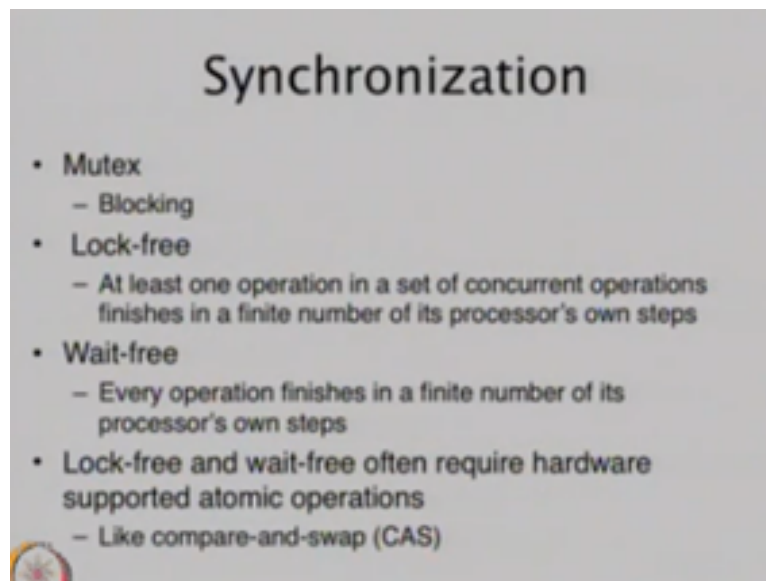 Synchronization
• Mutex
– Blocking
• Lock-free
– At least one operation in a set of concurrent operations
finishes in a finite number of its processor's own steps
• Wait-free
– Every operation finishes in a finite number of its
processor's own steps
• Lock-free and wait-free often require hardware
supported atomic operations
– Like compare-and-swap (CAS)